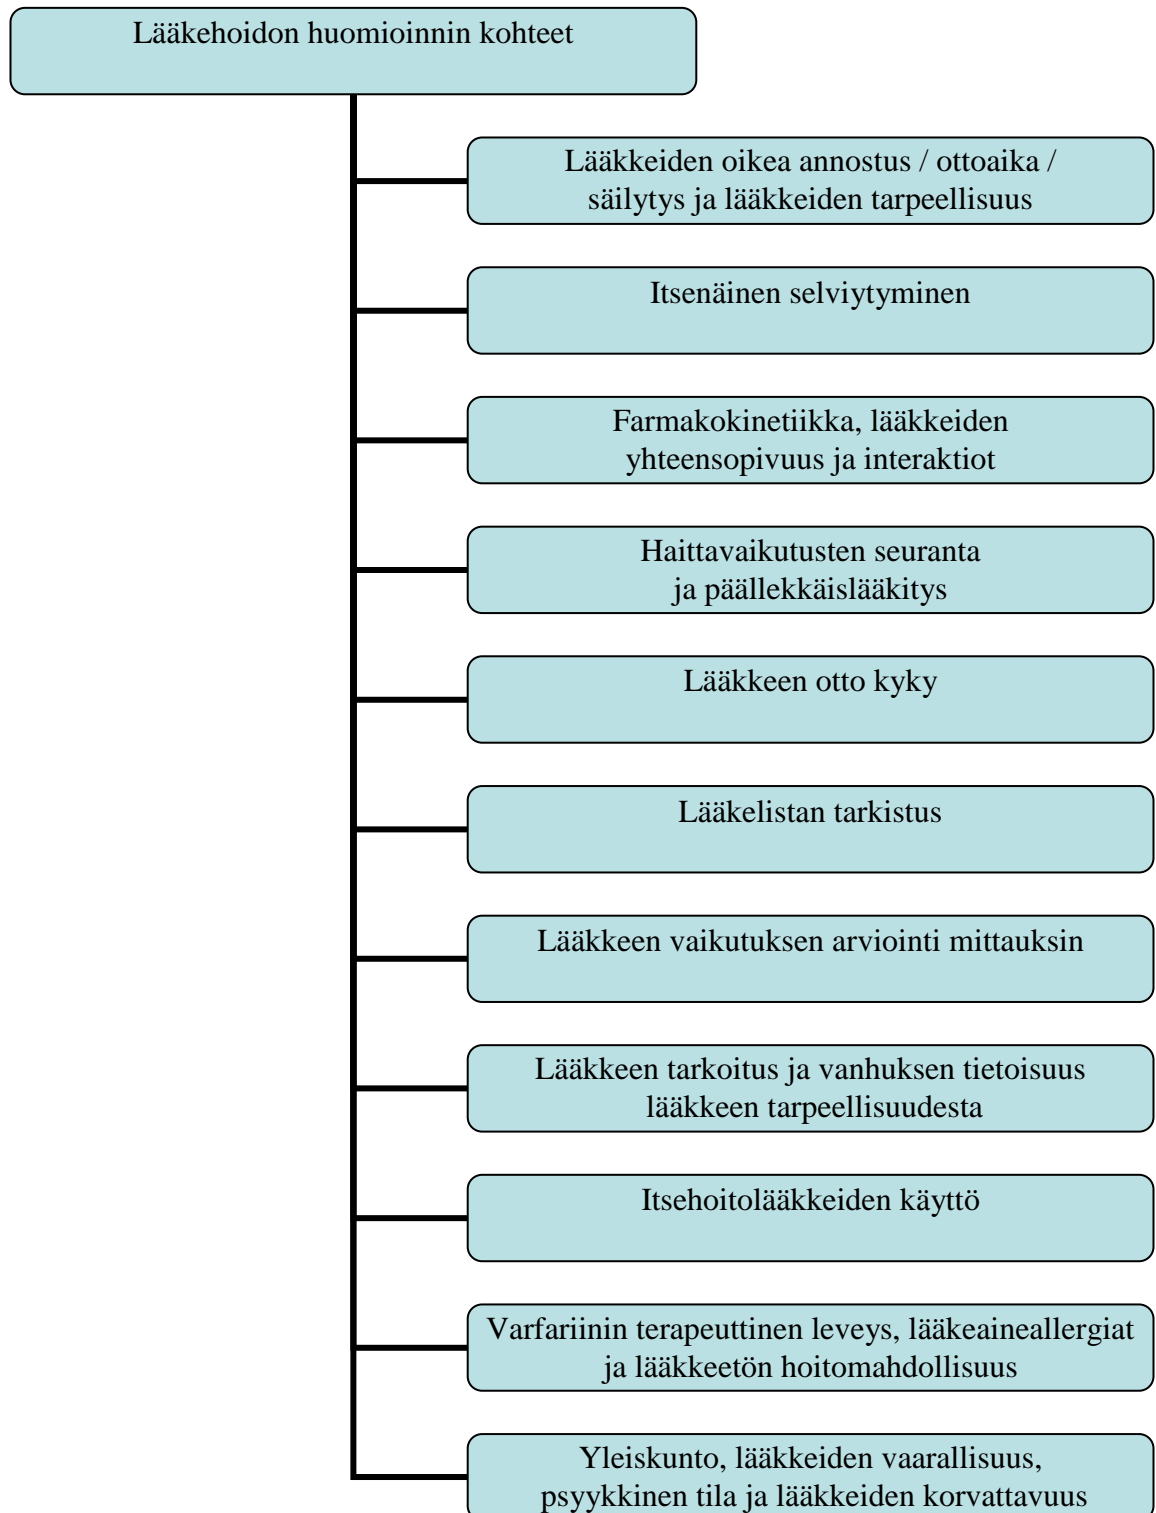 Lääkehoidon huomioinnin kohteet
Lääkkeiden oikea annostus / ottoaika /
säilytys ja lääkkeiden tarpeellisuus
Itsenäinen selviytyminen
Farmakokinetiikka, lääkkeiden
yhteensopivuus ja interaktiot
Haittavaikutusten seuranta
ja päällekkäislääkitys
Lääkkeen otto kyky
Lääkelistan tarkistus
Lääkkeen vaikutuksen arviointi mittauksin
Lääkkeen tarkoitus ja vanhuksen tietoisuus
lääkkeen tarpeellisuudesta
Itsehoitolääkkeiden käyttö
Varfariinin terapeuttinen leveys, lääkeaineallergiat
ja lääkkeetön hoitomahdollisuus
Yleiskunto, lääkkeiden vaarallisuus,
psyykkinen tila ja lääkkeiden korvattavuus